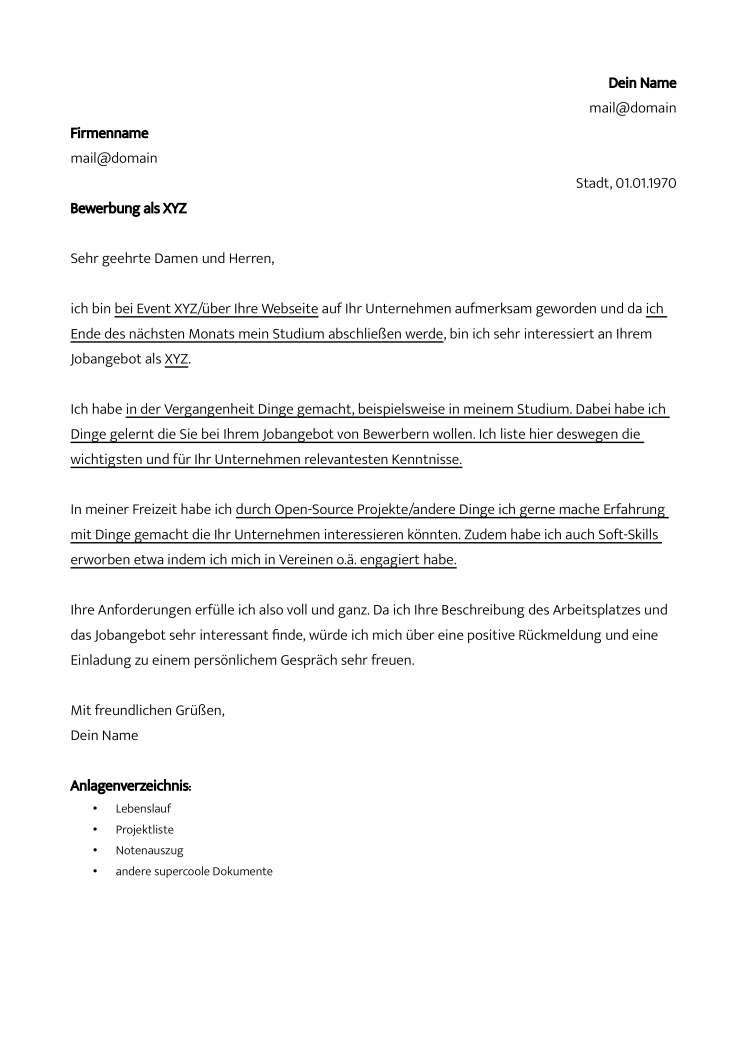 Dein Name
mail@domain
Firmenname
mail@domain
Stadt, 01.01.1970
Bewerbung als XYZ
Sehr geehrte Damen und Herren,
ich bin bei Event XYZ/über Ihre Webseite auf Ihr Unternehmen aufmerksam geworden und da ich
Ende des nächsten Monats mein Studium abschließen werde, bin ich sehr interessiert an Ihrem
Jobangebot als XYZ.
Ich habe in der Vergangenheit Dinge gemacht, beispielsweise in meinem Studium. Dabei habe ich
Dinge gelernt die Sie bei Ihrem Jobangebot von Bewerbern wollen. Ich liste hier deswegen die
wichtigsten und für Ihr Unternehmen relevantesten Kenntnisse.
In meiner Freizeit habe ich durch Open-Source Projekte/andere Dinge ich gerne mache Erfahrung
mit Dinge gemacht die Ihr Unternehmen interessieren könnten. Zudem habe ich auch Soft-Skills
erworben etwa indem ich mich in Vereinen o.ä. engagiert habe.
Ihre Anforderungen erfülle ich also voll und ganz. Da ich Ihre Beschreibung des Arbeitsplatzes und
das Jobangebot sehr interessant finde, würde ich mich über eine positive Rückmeldung und eine
Einladung zu einem persönlichem Gespräch sehr freuen.
Mit freundlichen Grüßen,
Dein Name
Anlagenverzeichnis:
• Lebenslauf
• Projektliste
• Notenauszug
• andere supercoole Dokumente